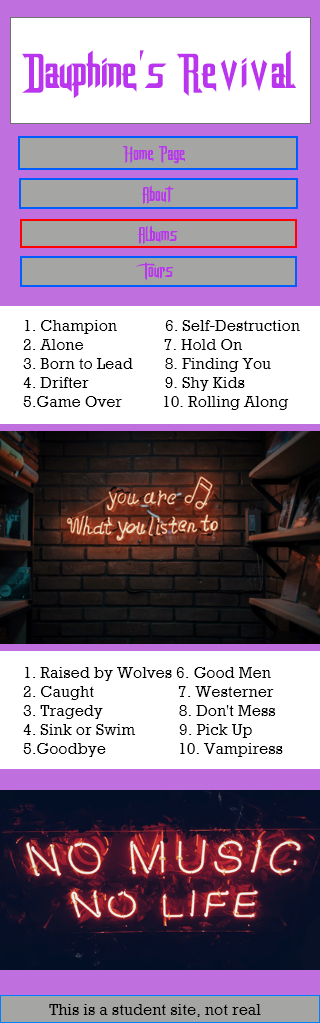 Dauphine's Revival
Home Page
About
Albums
Tours
1. Champion
2. Alone
3. Born to Lead
4. Drifter
5.Game Over
6. Self-Destruction
7. Hold On
8. Finding You
9. Shy Kids
10. Rolling Along
you are
What you listen to
1. Raised by Wolves
2. Caught
3. Tragedy
4. Sink or Swim
5.Goodbye
6. Good Men
7. Westerner
8. Don't Mess
9. Pick Up
10. Vampiress
NO MUSIC
NO LIFE
This is a student site, not real